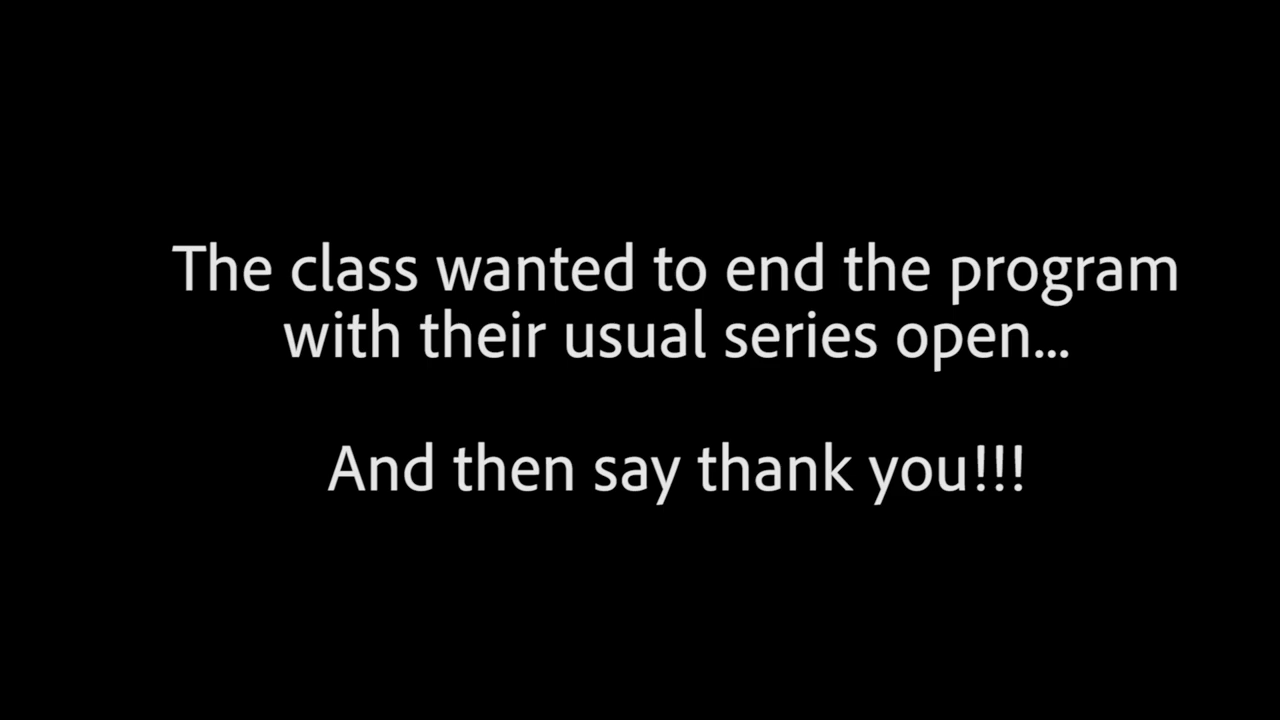 The class wanted to end the program
with their usual series open...
And then say thank you!!!